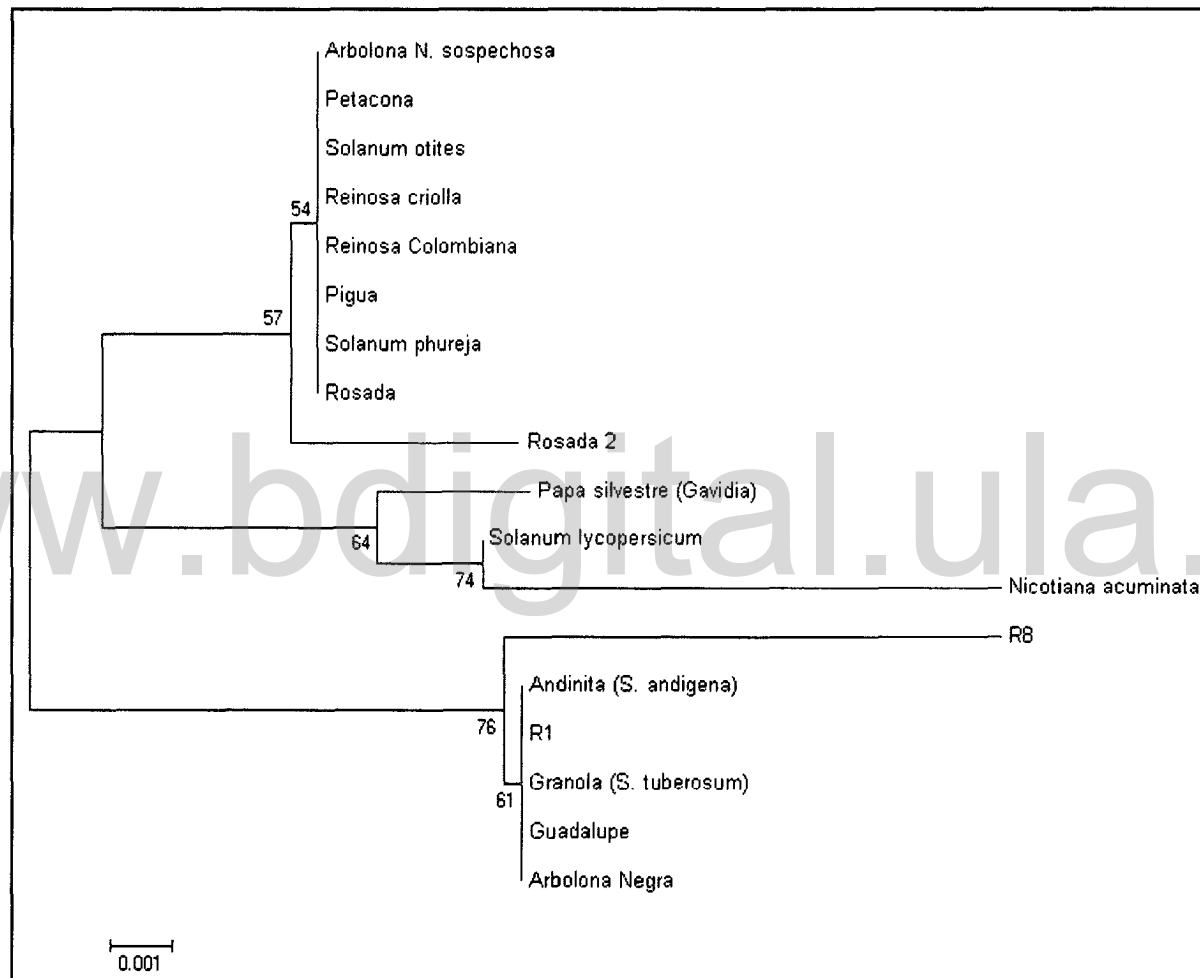 Arbolona N. sospechosa
Petacona
Solanum otites
Reinosa criolla
54
Reinosa Colombiana
Pigua
57
Solanum phureja
Rosada
Rosada 2
www.bdigital.ula.
Papa silvestre (Gavidia)
Solanum lycopersicum
64
74
Nicotiana acuminata
R8
Andinita (S. andigena)
76
R1
Granola (S. tuberosum)
61
Guadalupe
Arbolona Negra
0.001